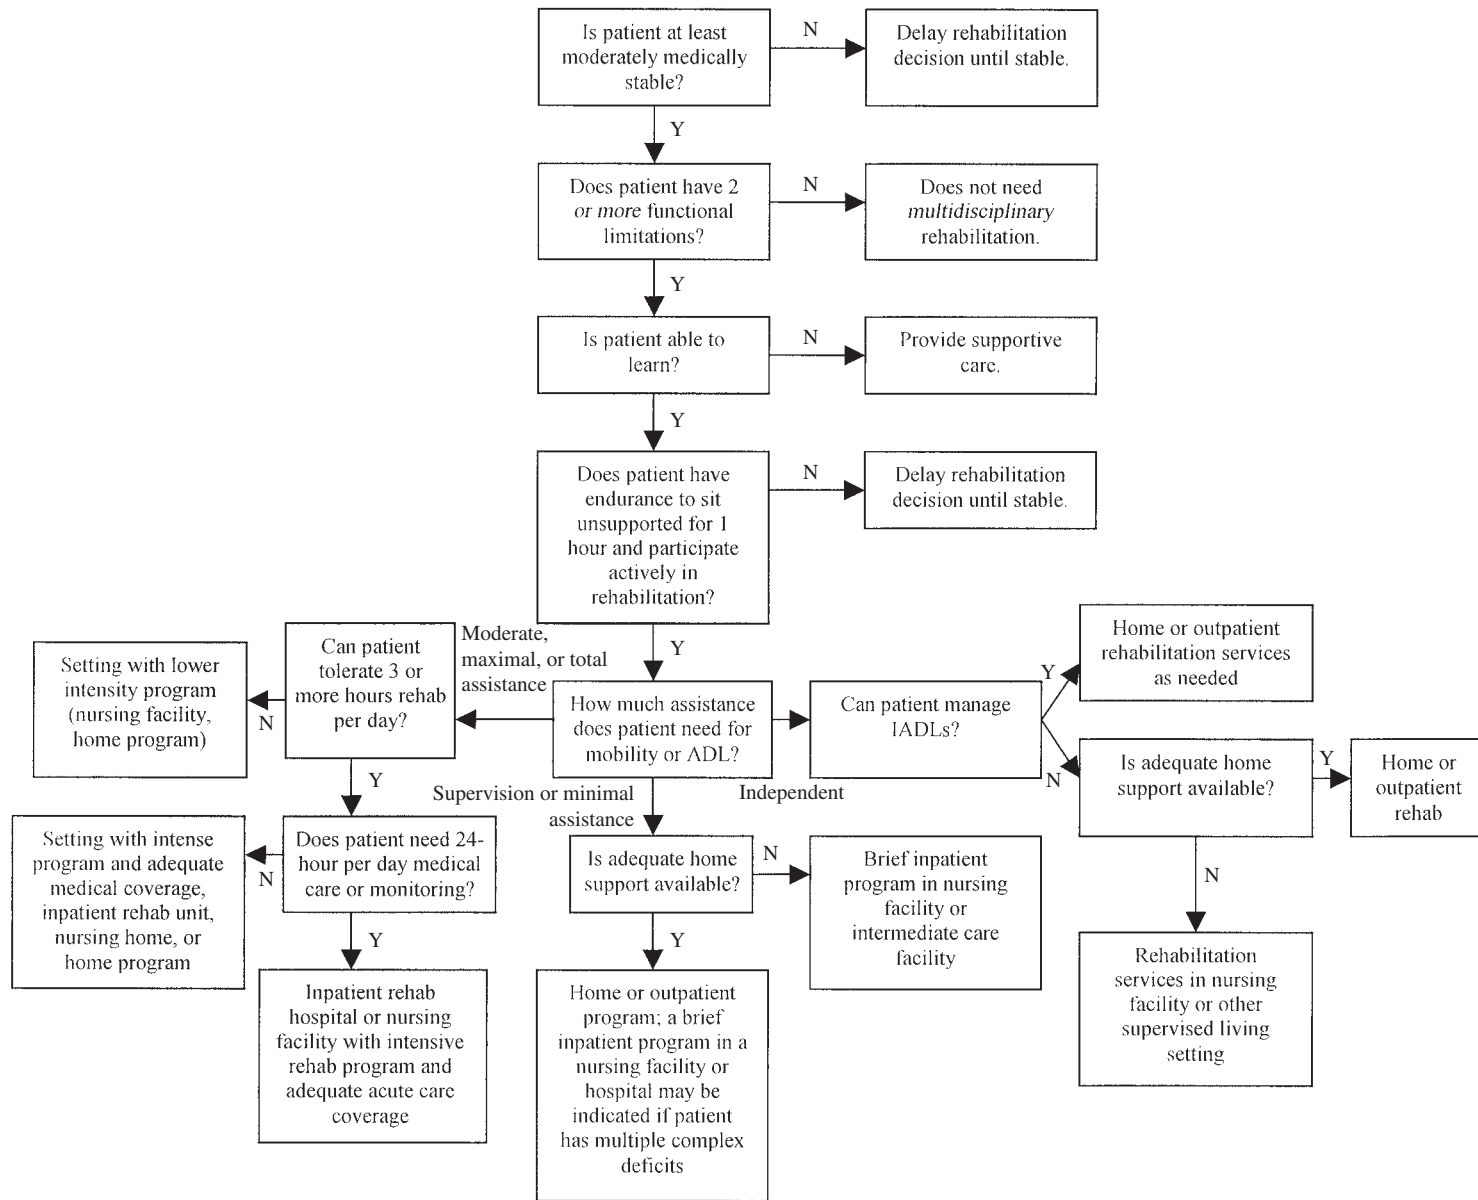 Is patient at least
moderately medically
stable?
N
Delay rehabilitation
decision until stable.
Y
Does patient have 2
or more functional
limitations?
N
Does not need
multidisciplinary
rehabilitation.
Y
Is patient able to
learn?
N
Provide supportive
care.
Y
Does patient have
endurance to sit
unsupported for 1
hour and participate
actively in
rehabilitation?
N
Delay rehabilitation
decision until stable.
Y
How much assistance
does patient need for
mobility or ADL?
Moderate,
maximal, or total
assistance
Can patient
tolerate 3 or
more hours rehab
per day?
N
Setting with lower
intensity program
(nursing facility,
home program)
Y
Does patient need 24-
hour per day medical
care or monitoring?
N
Setting with intense
program and adequate
medical coverage,
inpatient rehab unit,
nursing home, or
home program
Y
Inpatient rehab
hospital or nursing
facility with intensive
rehab program and
adequate acute care
coverage
Supervision or minimal
assistance
Is adequate home
support available?
N
Brief inpatient
program in nursing
facility or
intermediate care
facility
Y
Home or outpatient
program; a brief
inpatient program in a
nursing facility or
hospital may be
indicated if patient
has multiple complex
deficits
Independent
Can patient manage
IADLs?
Y
Home or outpatient
rehabilitation services
as needed
N
Is adequate home
support available?
Y
Home or
outpatient
rehab
N
Rehabilitation
services in nursing
facility or other
supervised living
setting